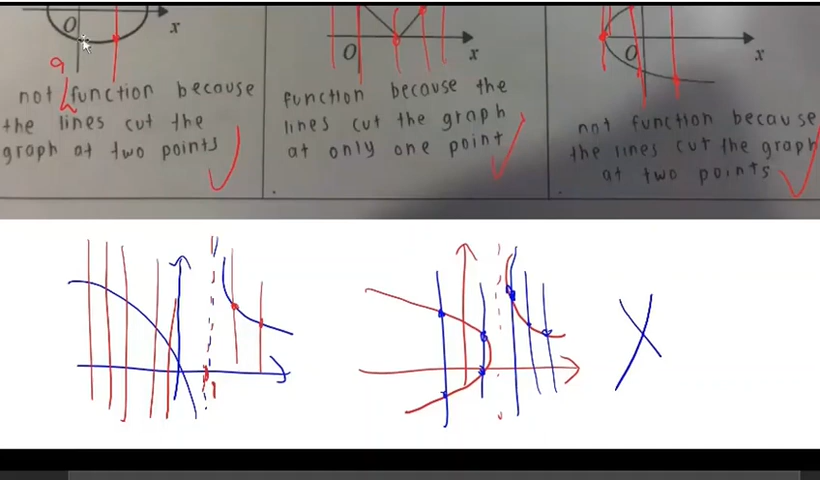 O
x
a
not function because
the lines cut the
graph at two points
O
x
function because the
lines cut the graph
at only one point
O
x
not function because
the lines cut the graph
at two points